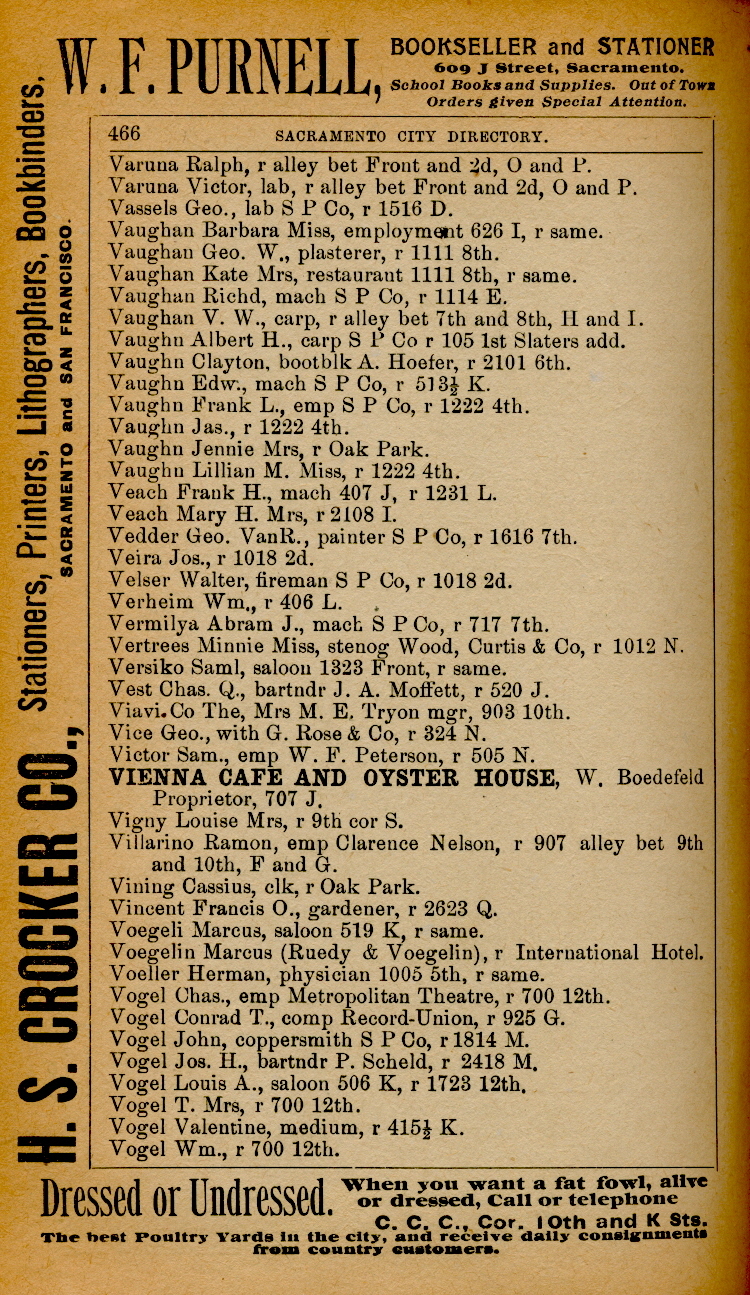 W. F. PURNELL,
BOOKSELLER and STATIONER
609 J Street, Sacramento.
School Books and Supplies. Out of Town
Orders given Special Attention.
H. S. CROCKER CO., Stationers, Printers, Lithographers, Bookbinders,
SACRAMENTO and SAN FRANCISCO.
466 SACRAMENTO CITY DIRECTORY.
Varuna Ralph, r alley bet Front and 2d, O and P.
Varuna Victor, lab, r alley bet Front and 2d, O and P.
Vassels Geo., lab S P Co, r 1516 D.
Vaughan Barbara Miss, employment 626 I, r same.
Vaughan Geo. W., plasterer, r 1111 8th.
Vaughan Kate Mrs, restaurant 1111 8th, r same.
Vaughan Richd, mach S P Co, r 1114 E.
Vaughan V. W., carp, r alley bet 7th and 8th, H and I.
Vaughn Albert H., carp S P Co r 105 1st Slaters add.
Vaughn Clayton, bootblk A. Hoefer, r 2101 6th.
Vaughn Edw., mach S P Co, r 513½ K.
Vaughn Frank L., emp S P Co, r 1222 4th.
Vaughn Jas., r 1222 4th.
Vaughn Jennie Mrs, r Oak Park.
Vaughn Lillian M. Miss, r 1222 4th.
Veach Frank H., mach 407 J, r 1231 L.
Veach Mary H. Mrs, r 2108 I.
Vedder Geo. VanR., painter S P Co, r 1616 7th.
Veira Jos., r 1018 2d.
Velser Walter, fireman S P Co, r 1018 2d.
Verheim Wm., r 406 L.
Vermilya Abram J., mach S P Co, r 717 7th.
Vertrees Minnie Miss, stenog Wood, Curtis & Co, r 1012 N.
Versiko Saml, saloon 1323 Front, r same.
Vest Chas. Q., bartndr J. A. Moffett, r 520 J.
Viavi.Co The, Mrs M. E. Tryon mgr, 903 10th.
Vice Geo., with G. Rose & Co, r 324 N.
Victor Sam., emp W. F. Peterson, r 505 N.
VIENNA CAFE AND OYSTER HOUSE, W. Boedefeld
Proprietor, 707 J.
Vigny Louise Mrs, r 9th cor S.
Villarino Ramon, emp Clarence Nelson, r 907 alley bet 9th
and 10th, F and G.
Vining Cassius, clk, r Oak Park.
Vincent Francis O., gardener, r 2623 Q.
Voegeli Marcus, saloon 519 K, r same.
Voegelin Marcus (Ruedy & Voegelin), r International Hotel.
Voeller Herman, physician 1005 5th, r same.
Vogel Chas., emp Metropolitan Theatre, r 700 12th.
Vogel Conrad T., comp Record-Union, r 925 G.
Vogel John, coppersmith S P Co, r 1814 M.
Vogel Jos. H., bartndr P. Scheld, r 2418 M.
Vogel Louis A., saloon 506 K, r 1723 12th.
Vogel T. Mrs, r 700 12th.
Vogel Valentine, medium, r 415½ K.
Vogel Wm., r 700 12th.
Dressed or Undressed.
When you want a fat fowl, alive
or dressed, Call or telephone
C. C. C., Cor. 10th and K Sts.
The best Poultry Yards in the city, and receive daily consignments
from country customers.